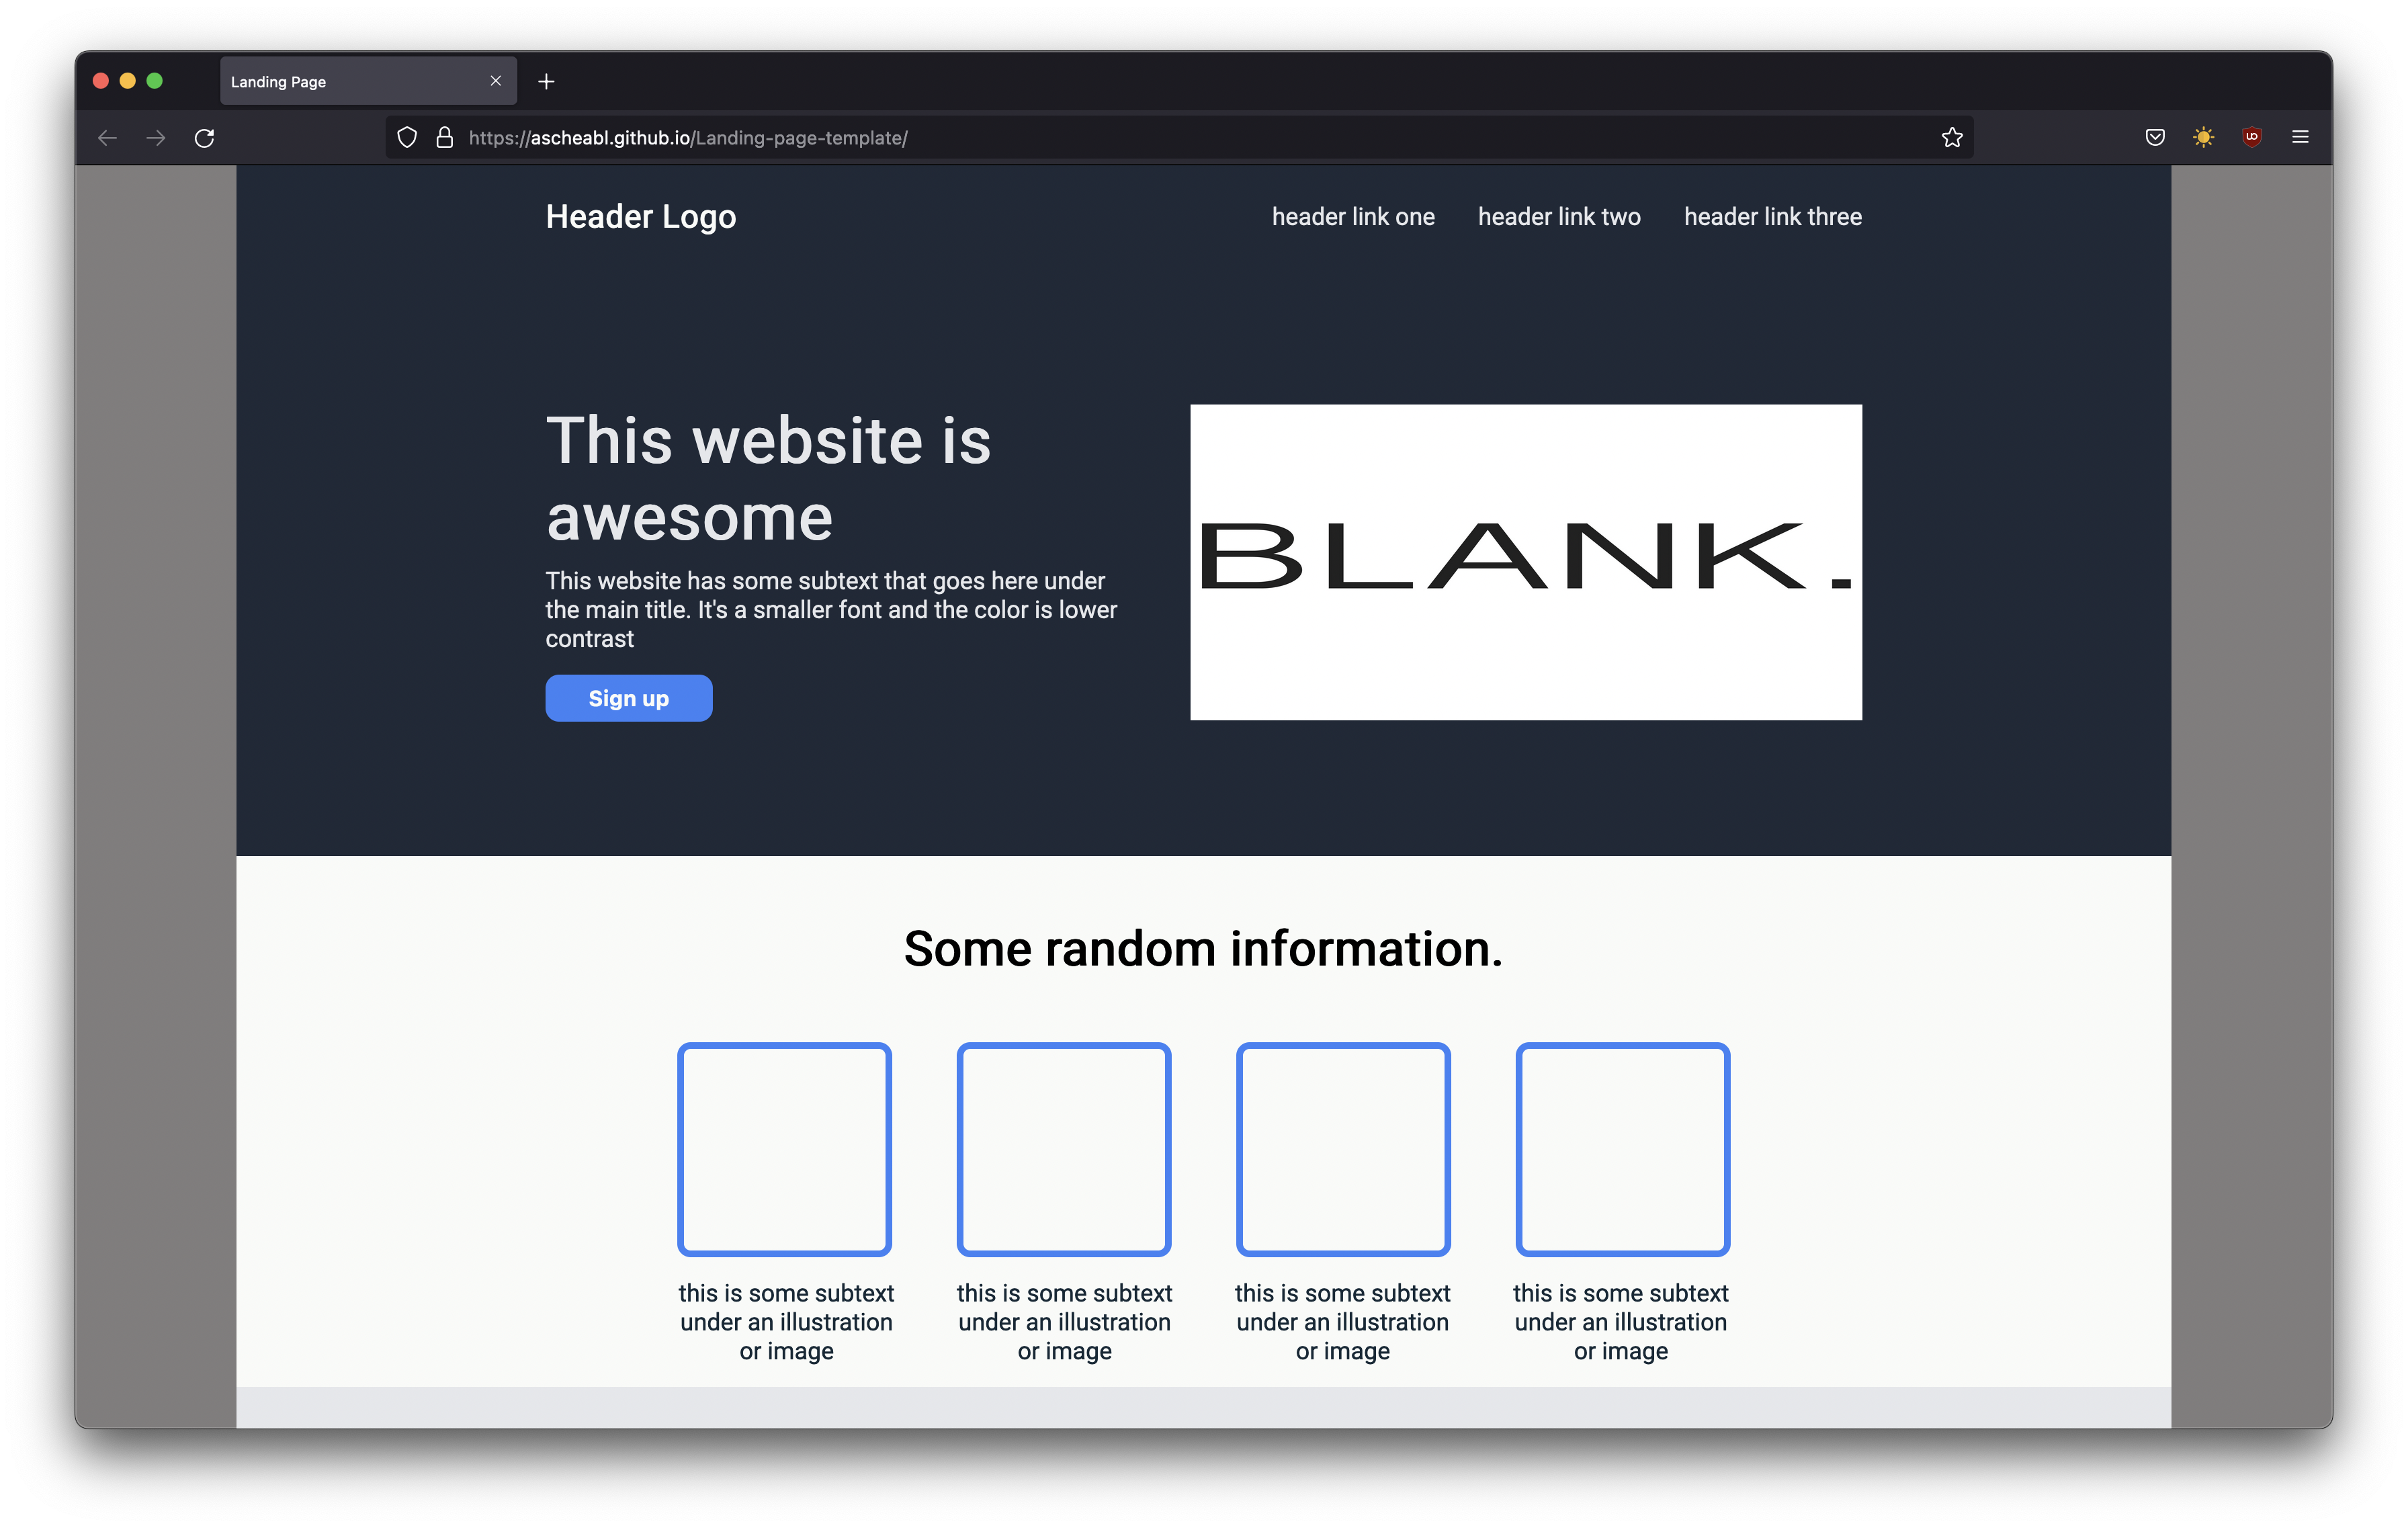 Landing Page
https://ascheabl.github.io/Landing-page-template/
Header Logo
header link one
header link two
header link three
This website is
awesome
This website has some subtext that goes here under
the main title. It's a smaller font and the color is lower
contrast
Sign up
BLANK.
Some random information.
this is some subtext
under an illustration
or image
this is some subtext
under an illustration
or image
this is some subtext
under an illustration
or image
this is some subtext
under an illustration
or image